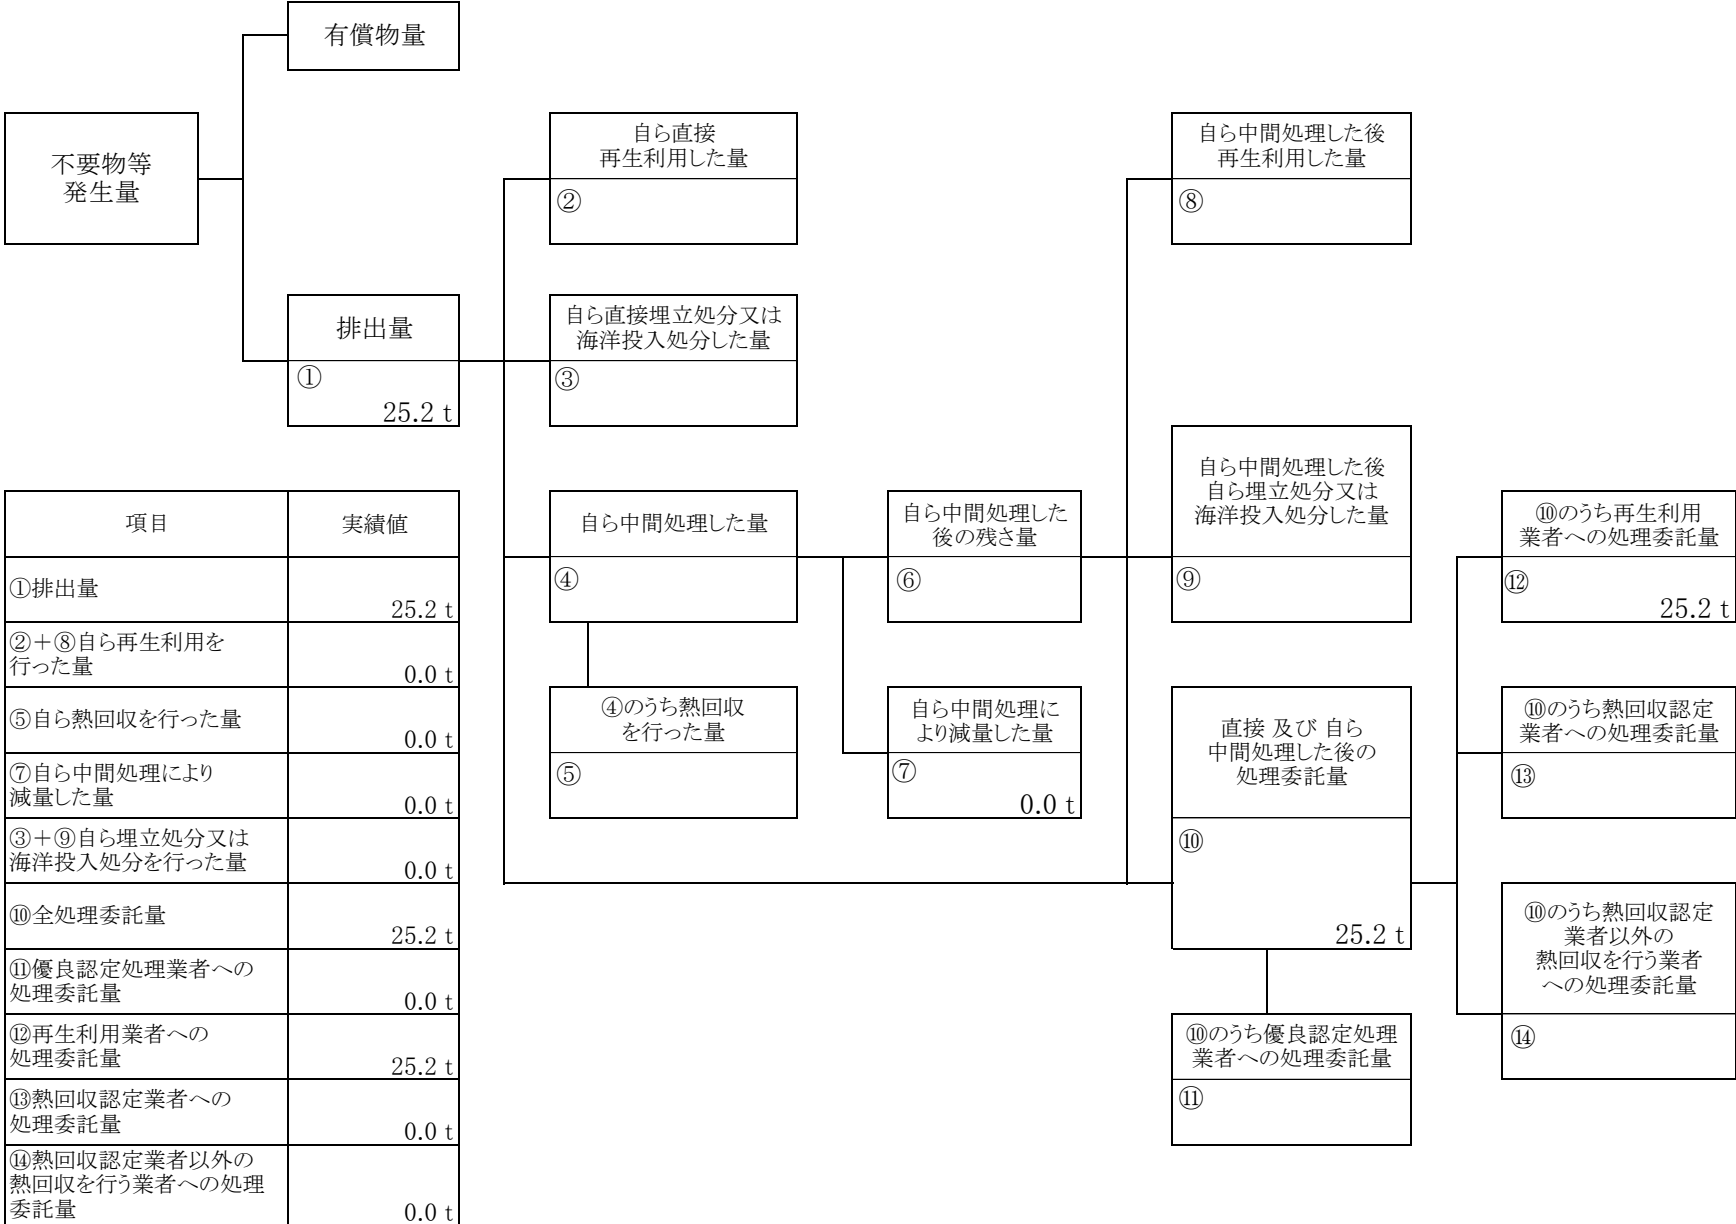 有償物量
不要物等
発生量
自ら直接
再生利用した量
②
自ら中間処理した後
再生利用した量
⑧
排出量
①
25.2 t
自ら直接埋立処分又は
海洋投入処分した量
③
自ら中間処理した量
④
自ら中間処理した
後の残さ量
⑥
自ら中間処理した後
自ら埋立処分又は
海洋投入処分した量
⑨
⑩のうち再生利用
業者への処理委託量
⑫
25.2 t
④のうち熱回収
を行った量
⑤
自ら中間処理に
より減量した量
⑦
0.0 t
直接 及び 自ら
中間処理した後の
処理委託量
⑩
25.2 t
⑩のうち熱回収認定
業者への処理委託量
⑬
⑩のうち熱回収認定
業者以外の
熱回収を行う業者
への処理委託量
⑭
⑩のうち優良認定処理
業者への処理委託量
⑪
項目 実績値
①排出量
25.2 t
②＋⑧自ら再生利用を
行った量
0.0 t
⑤自ら熱回収を行った量
0.0 t
⑦自ら中間処理により
減量した量
0.0 t
③＋⑨自ら埋立処分又は
海洋投入処分を行った量
0.0 t
⑩全処理委託量
25.2 t
⑪優良認定処理業者への
処理委託量
0.0 t
⑫再生利用業者への
処理委託量
25.2 t
⑬熱回収認定業者への
処理委託量
0.0 t
⑭熱回収認定業者以外の
熱回収を行う業者への処理
委託量
0.0 t